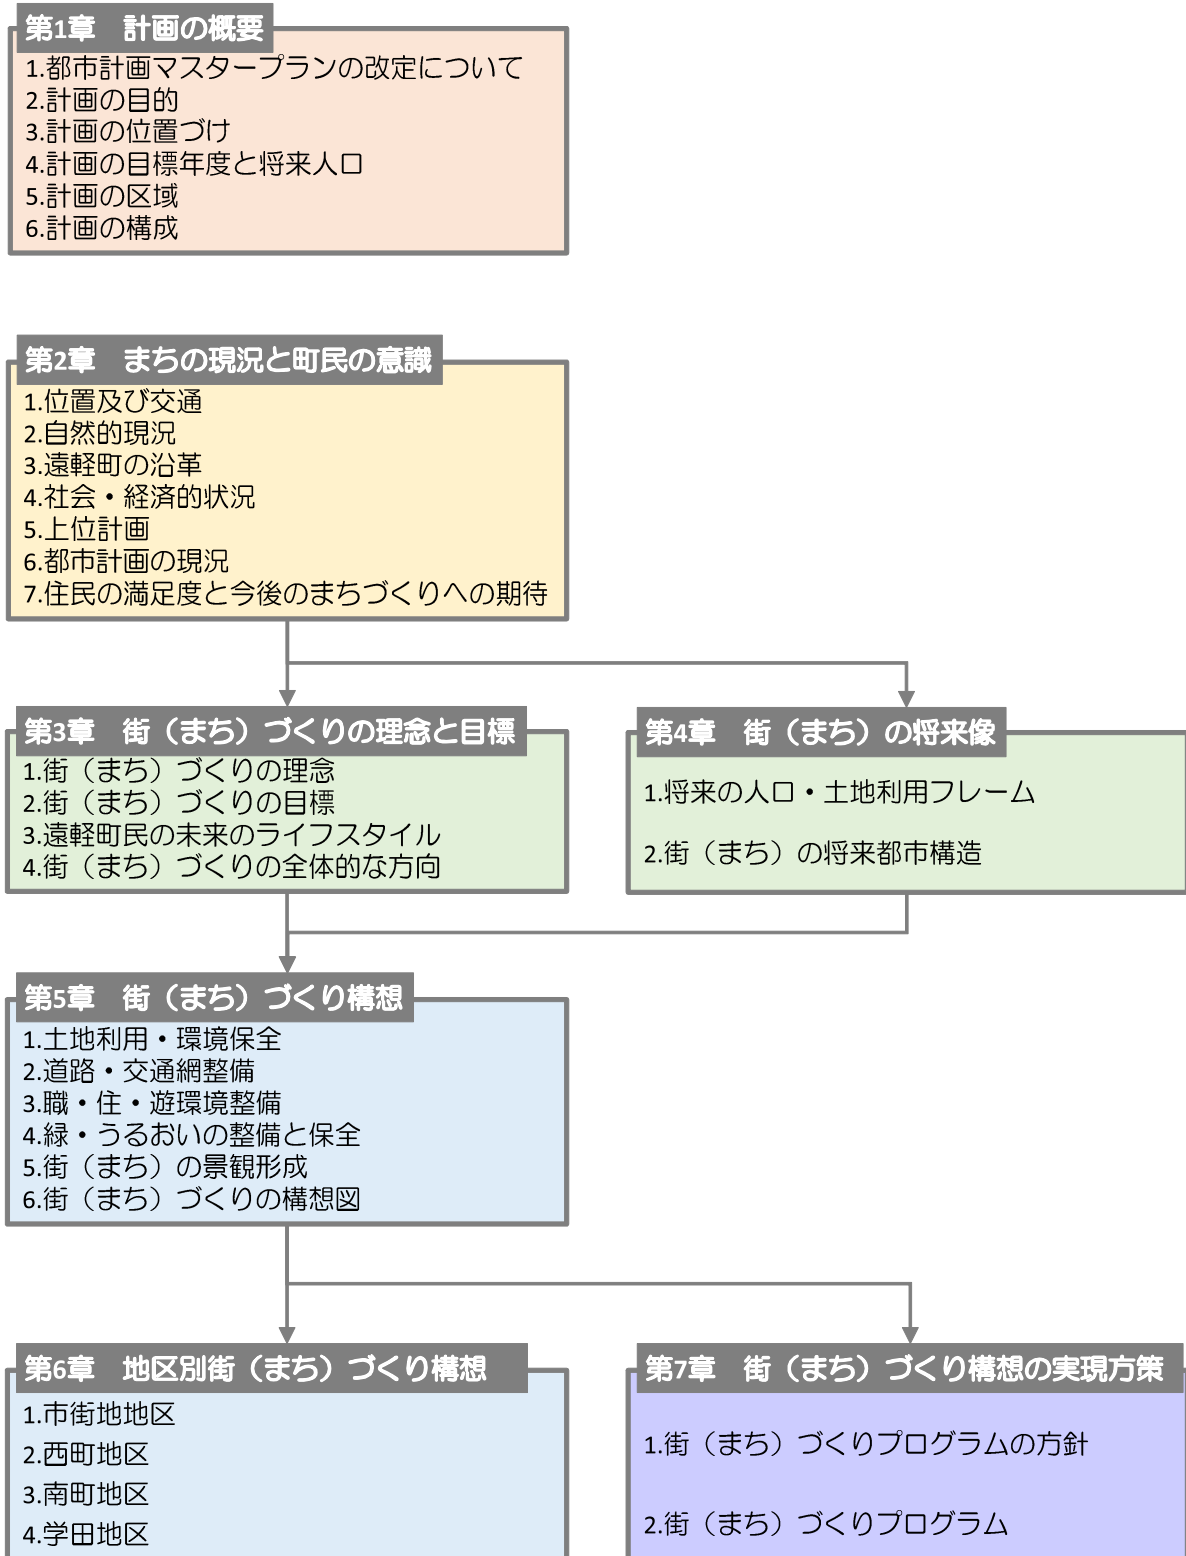 第1章　計画の概要
1.都市計画マスタープランの改定について
2.計画の目的
3.計画の位置づけ
4.計画の目標年度と将来人口
5.計画の区域
6.計画の構成
第2章　まちの現況と町民の意識
1.位置及び交通
2.自然的現況
3.遠軽町の沿革
4.社会・経済的状況
5.上位計画
6.都市計画の現況
7.住民の満足度と今後のまちづくりへの期待
第3章　街（まち）づくりの理念と目標
1.街（まち）づくりの理念
2.街（まち）づくりの目標
3.遠軽町民の未来のライフスタイル
4.街（まち）づくりの全体的な方向
第4章　街（まち）の将来像
1.将来の人口・土地利用フレーム
2.街（まち）の将来都市構造
第5章　街（まち）づくり構想
1.土地利用・環境保全
2.道路・交通網整備
3.職・住・遊環境整備
4.緑・うるおいの整備と保全
5.街（まち）の景観形成
6.街（まち）づくりの構想図
第6章　地区別街（まち）づくり構想
1.市街地地区
2.西町地区
3.南町地区
4.学田地区
第7章　街（まち）づくり構想の実現方策
1.街（まち）づくりプログラムの方針
2.街（まち）づくりプログラム